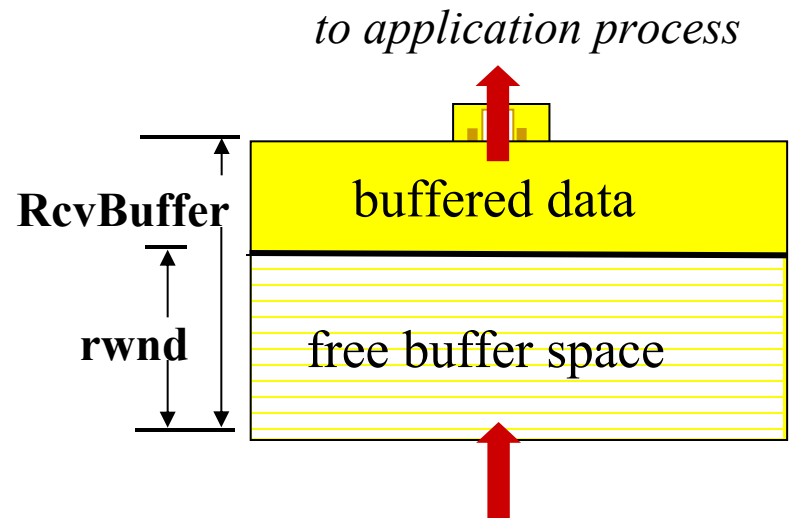 to application process
RcvBuffer
buffered data
rwnd
free buffer space